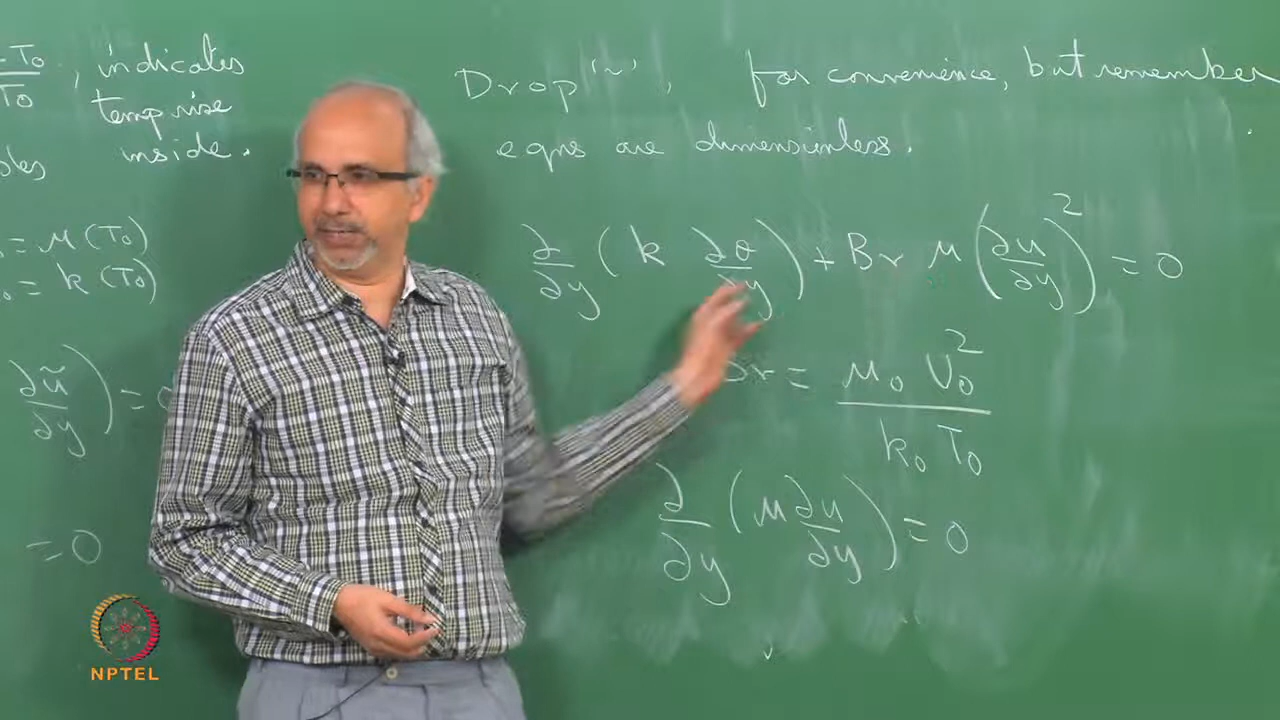 -T₀ / T₀ , indicates
temp rise
inside.
= μ(T₀)
₀ = k(T₀)
∂ũ/∂y ) =
=0
Drop '~' , for convenience, but remember
eqns are dimensionless.
∂/∂y ( k ∂θ/∂y ) + Br μ (∂u/∂y)² = 0
Br = μ₀ V₀² / k₀ T₀
∂/∂y ( μ ∂u/∂y ) = 0
NPTEL